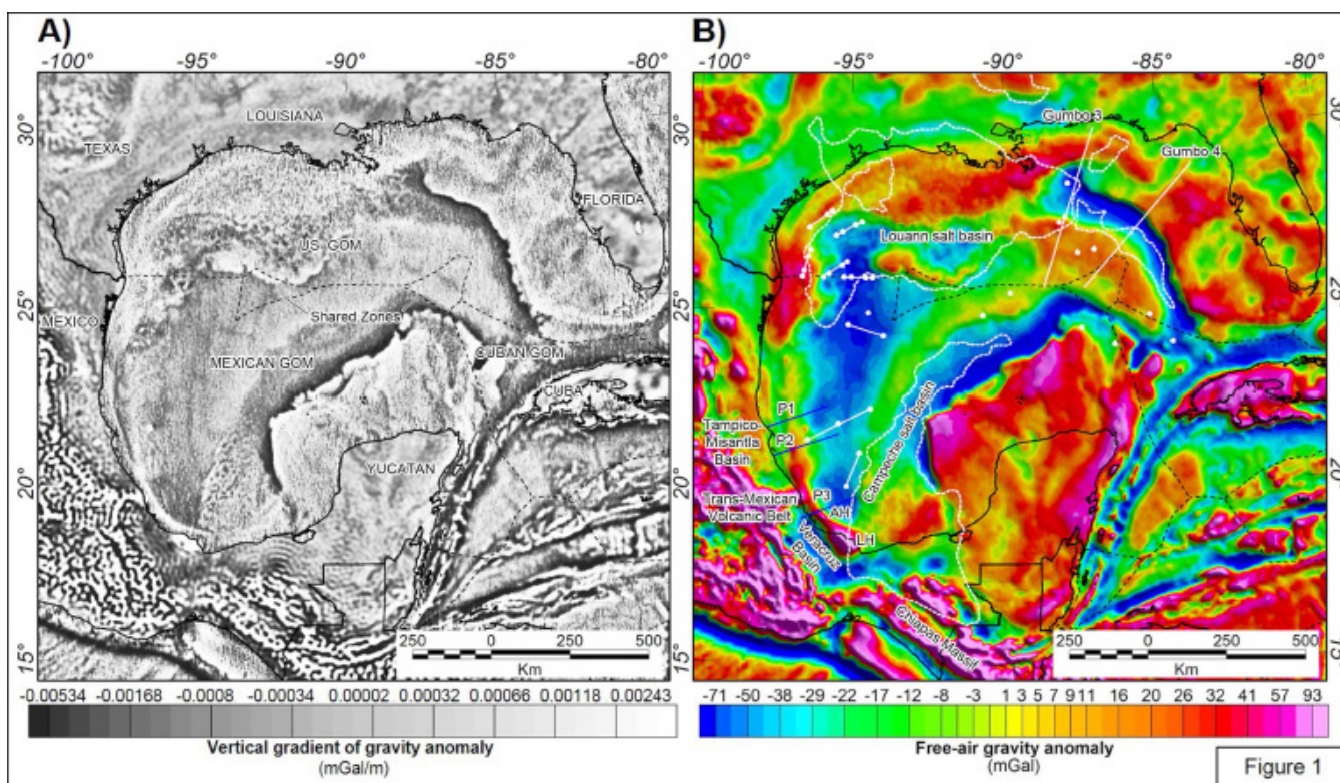 A)
-100° -95° -90° -85° -80°
30°
25°
20°
15°
LOUISIANA
TEXAS
FLORIDA
US GOM
MEXICO
Shared Zones
MEXICAN GOM
CUBAN GOM
CUBA
YUCATAN
250 0 250 500
Km
-0.00534 -0.00168 -0.0008 -0.00034 0.00002 0.00032 0.00066 0.00118 0.00243
Vertical gradient of gravity anomaly
(mGal/m)
B)
-100° -95° -90° -85° -80°
30
25
20
Gumbo 3
Gumbo 4
Louann salt basin
Campeche salt basin
P1
Tampico-
Misantla
Basin
P2
P3
Trans-Mexican
Volcanic Belt
AH
LH
Veracruz
Basin
Chiapas Massif
250 0 250 500
Km
-71 -50 -38 -29 -22 -17 -12 -8 -3 1 3 5 7 9 11 16 20 26 32 41 57 93
Free-air gravity anomaly
(mGal)
Figure 1